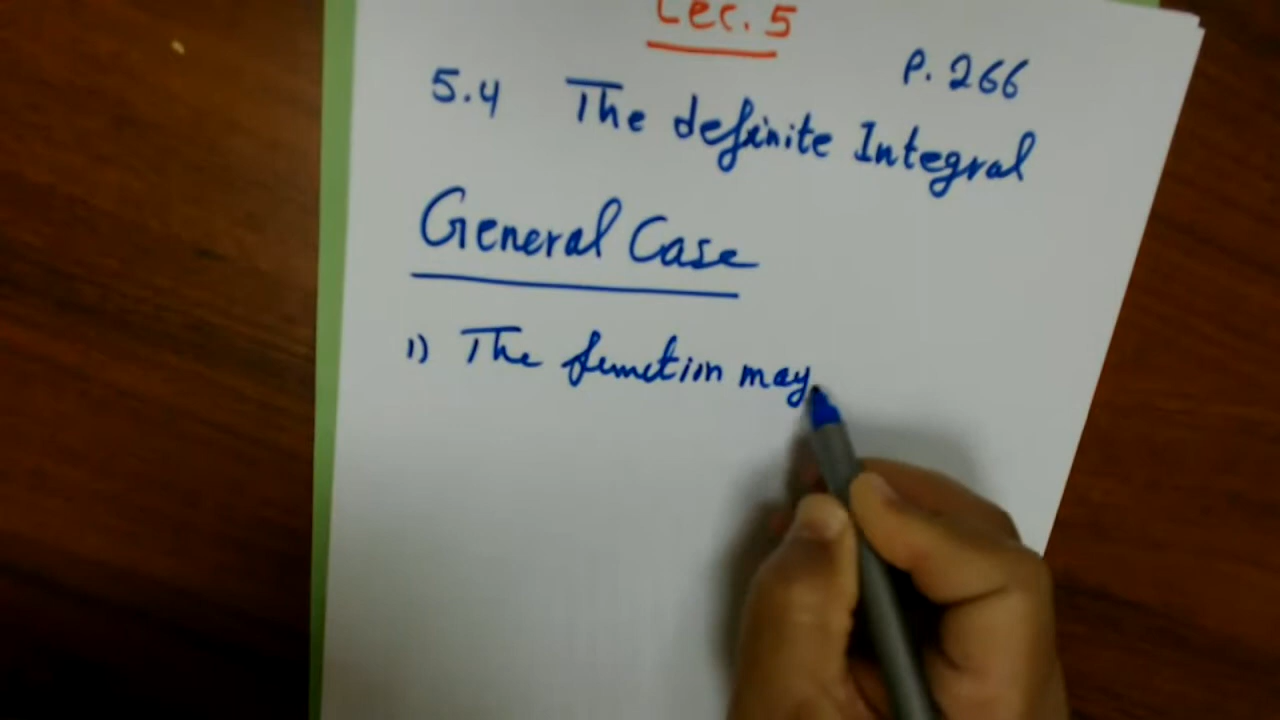 Lec. 5
P. 266
5.4 The definite Integral
General Case
1) The function may